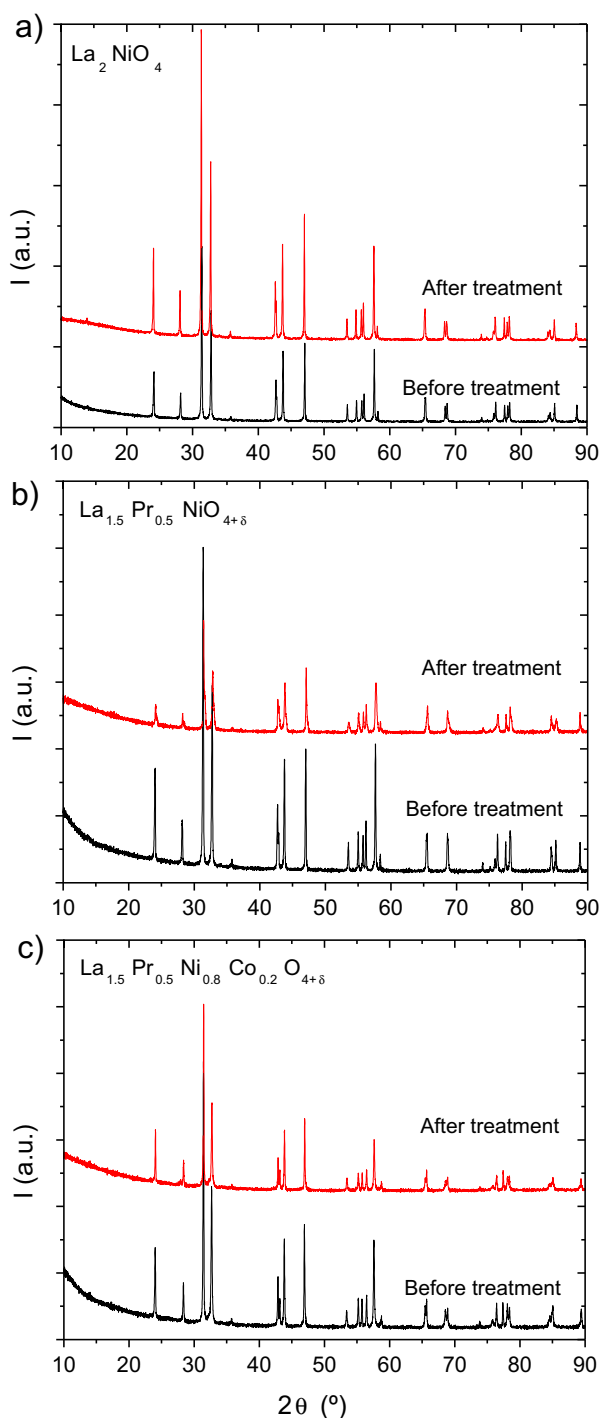 a)
La2 NiO4
I (a.u.)
After treatment
Before treatment
10 20 30 40 50 60 70 80 90
b)
La1.5 Pr0.5 NiO4+δ
I (a.u.)
After treatment
Before treatment
10 20 30 40 50 60 70 80 90
c)
La1.5 Pr0.5 Ni0.8 Co0.2 O4+δ
I (a.u.)
After treatment
Before treatment
10 20 30 40 50 60 70 80 90
2θ (º)